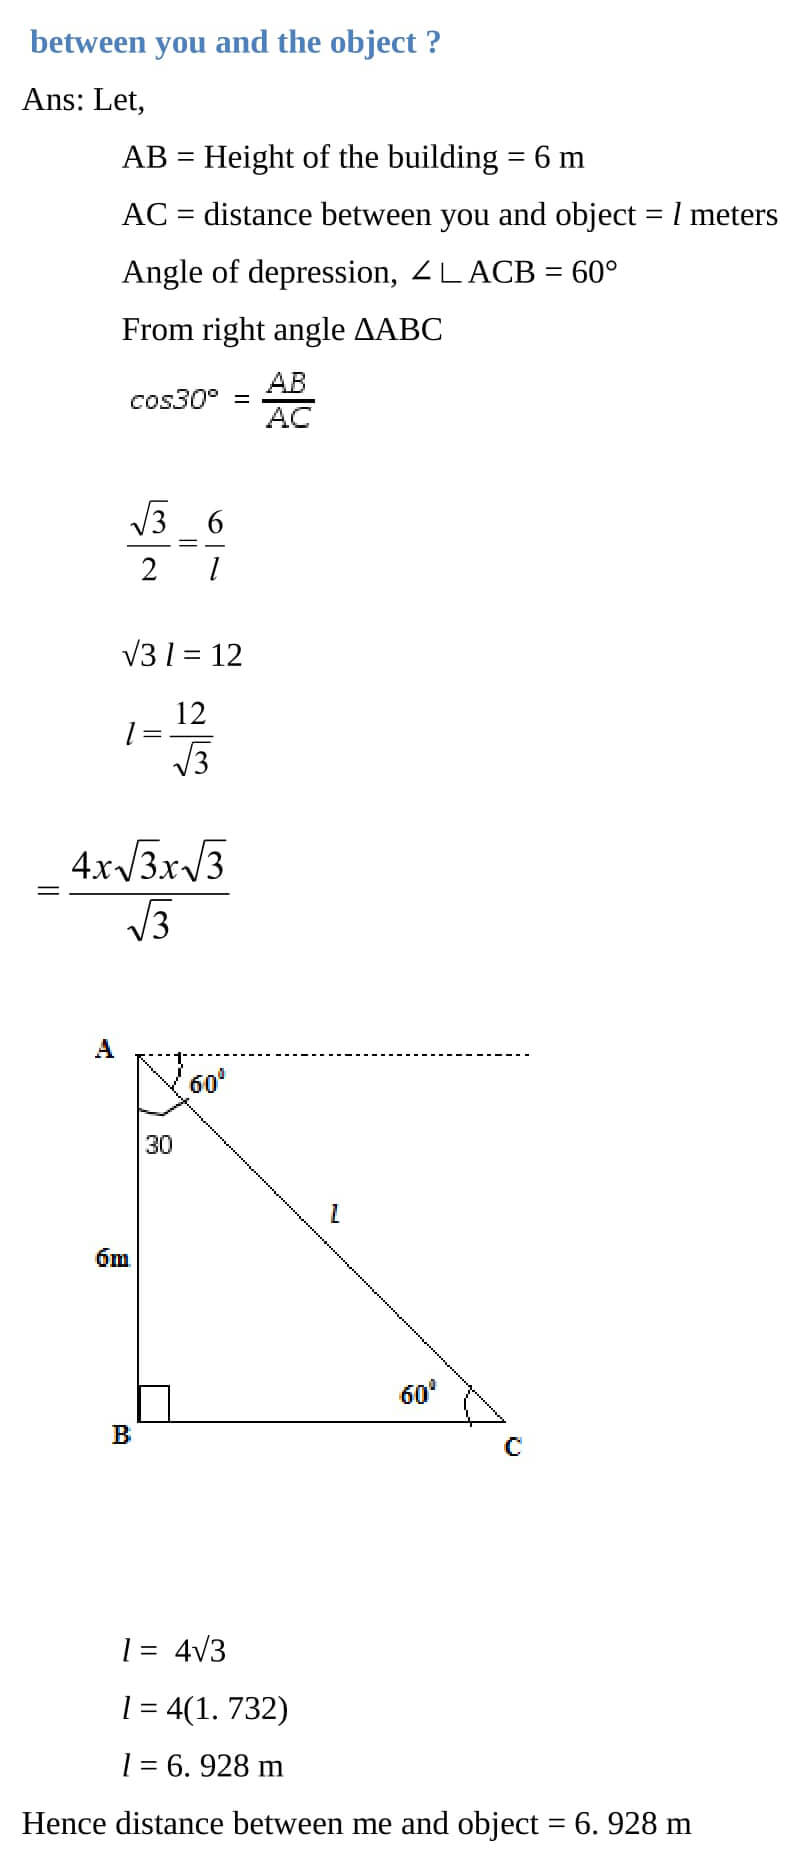 between you and the object ?
Ans: Let,
AB = Height of the building = 6 m
AC = distance between you and object = l meters
Angle of depression, ∠∟ACB = 60°
From right angle ΔABC
cos30° = AB/AC
√3/2 = 6/l
√3 l = 12
l = 12/√3
= 4x√3x√3/√3
A
60⁰
30
l
6m
60⁰
B
C
l = 4√3
l = 4(1. 732)
l = 6. 928 m
Hence distance between me and object = 6. 928 m